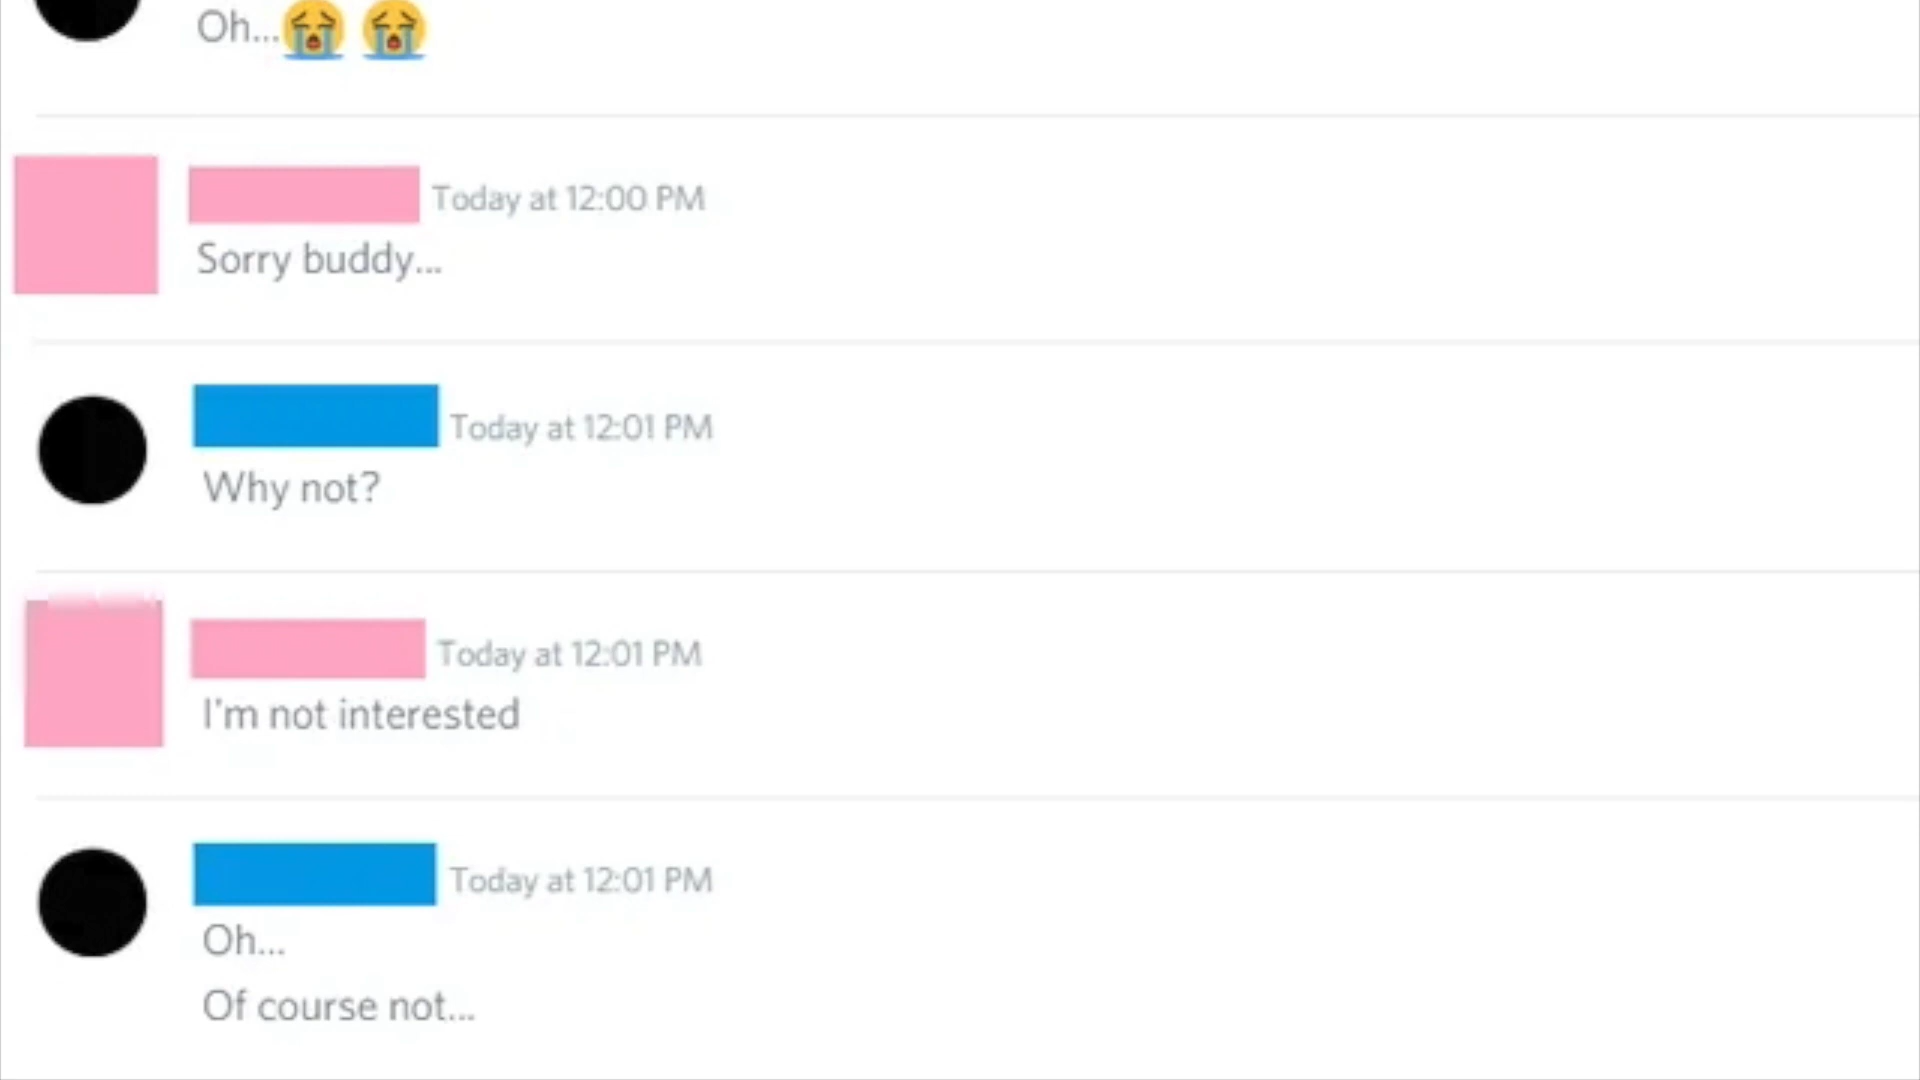 Oh...😭 😭
Today at 12:00 PM
Sorry buddy...
Today at 12:01 PM
Why not?
Today at 12:01 PM
I'm not interested
Today at 12:01 PM
Oh...
Of course not...